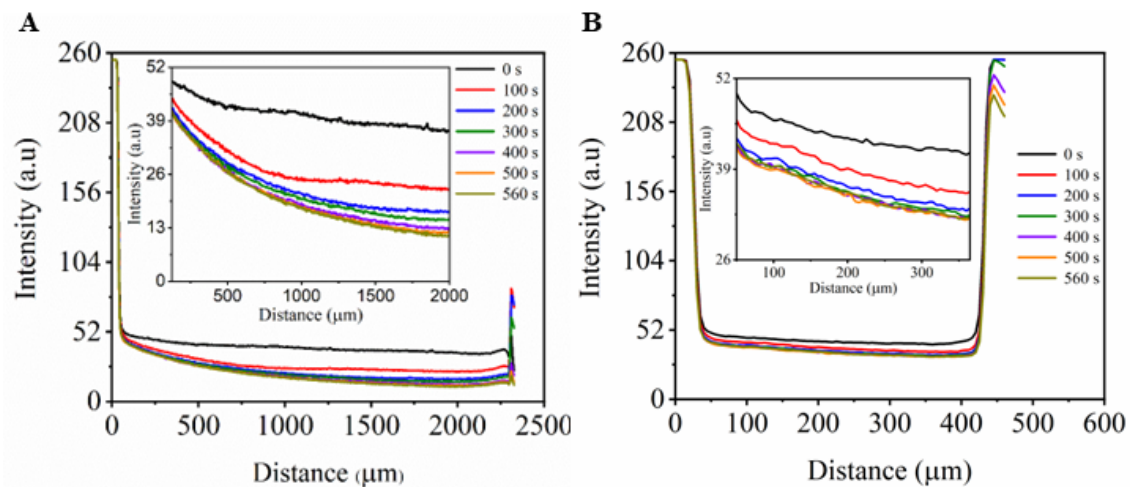 A
Intensity (a.u)
260
208
156
104
52
0
0
500
1000
1500
2000
2500
Distance (μm)
Intensity (a.u)
52
39
26
13
0
500
1000
1500
2000
Distance (μm)
0 s
100 s
200 s
300 s
400 s
500 s
560 s
B
Intensity (a.u)
260
208
156
104
52
0
0
100
200
300
400
500
600
Distance (μm)
Intensity (a.u)
52
39
26
100
200
300
Distance (μm)
0 s
100 s
200 s
300 s
400 s
500 s
560 s